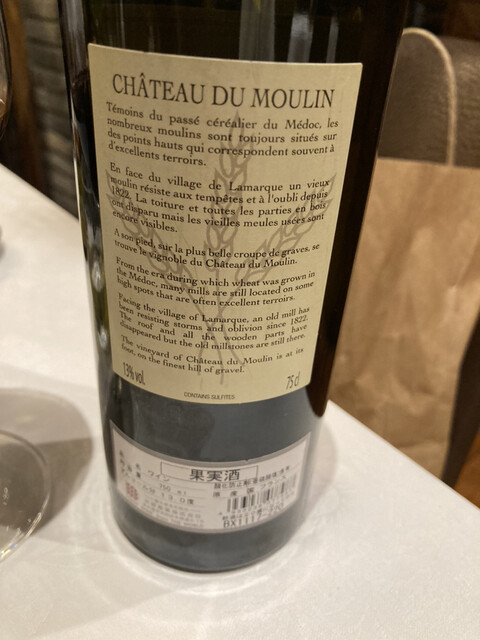 CHÂTEAU DU MOULIN
Témoins du passé céréalier du Médoc, les
nombreux moulins sont toujours situés sur
des points hauts qui correspondent souvent à
d'excellents terroirs.
En face du village de Lamarque un vieux
moulin résiste aux tempêtes et à l'oubli depuis
1822. La toiture et toutes les parties en bois
ont disparu mais les vieilles meules usées sont
encore visibles.
A son pied, sur la plus belle croupe de graves, se
trouve le vignoble du Château du Moulin.
From the era during which wheat was grown in
the Médoc, many mills are still located on some
high spots that are often excellent terroirs.
Facing the village of Lamarque, an old mill has
been resisting storms and oblivion since 1822.
The roof and all the wooden parts have
disappeared but the old millstones are still there.
The vineyard of Château du Moulin is at its
foot, on the finest hill of gravel.
13% vol.
75 cl
CONTAINS SULFITES
果実酒
ワイン
13.0度